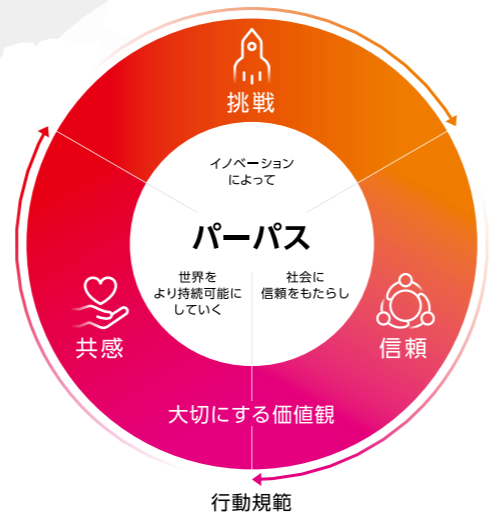 挑戦
イノベーション
によって
パーパス
世界を
より持続可能に
していく
社会に
信頼をもたらし
共感
信頼
大切にする価値観
行動規範